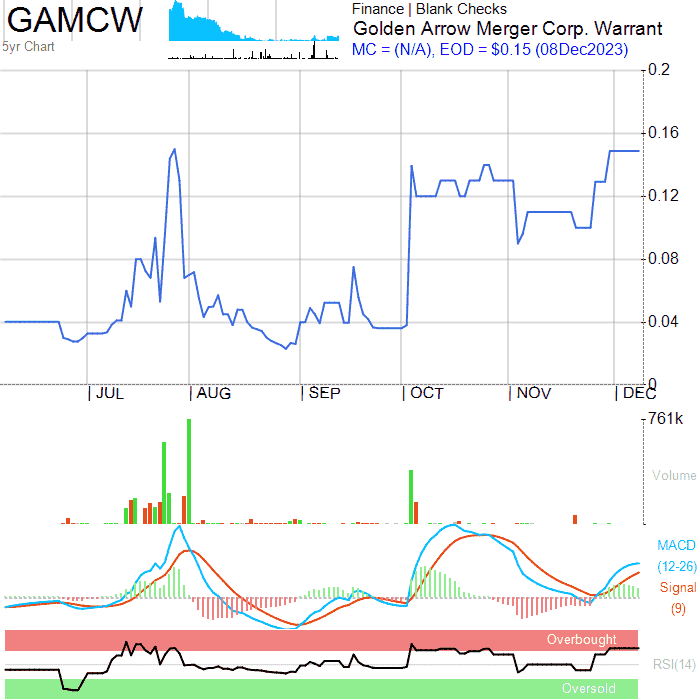 GAMCW
5yr Chart
Finance | Blank Checks
Golden Arrow Merger Corp. Warrant
MC = (N/A), EOD = $0.15 (08Dec2023)
0.2
0.16
0.12
0.08
0.04
0
JUL AUG SEP OCT NOV DEC
761k
Volume
MACD
(12-26)
Signal
(9)
Overbought
RSI(14)
Oversold